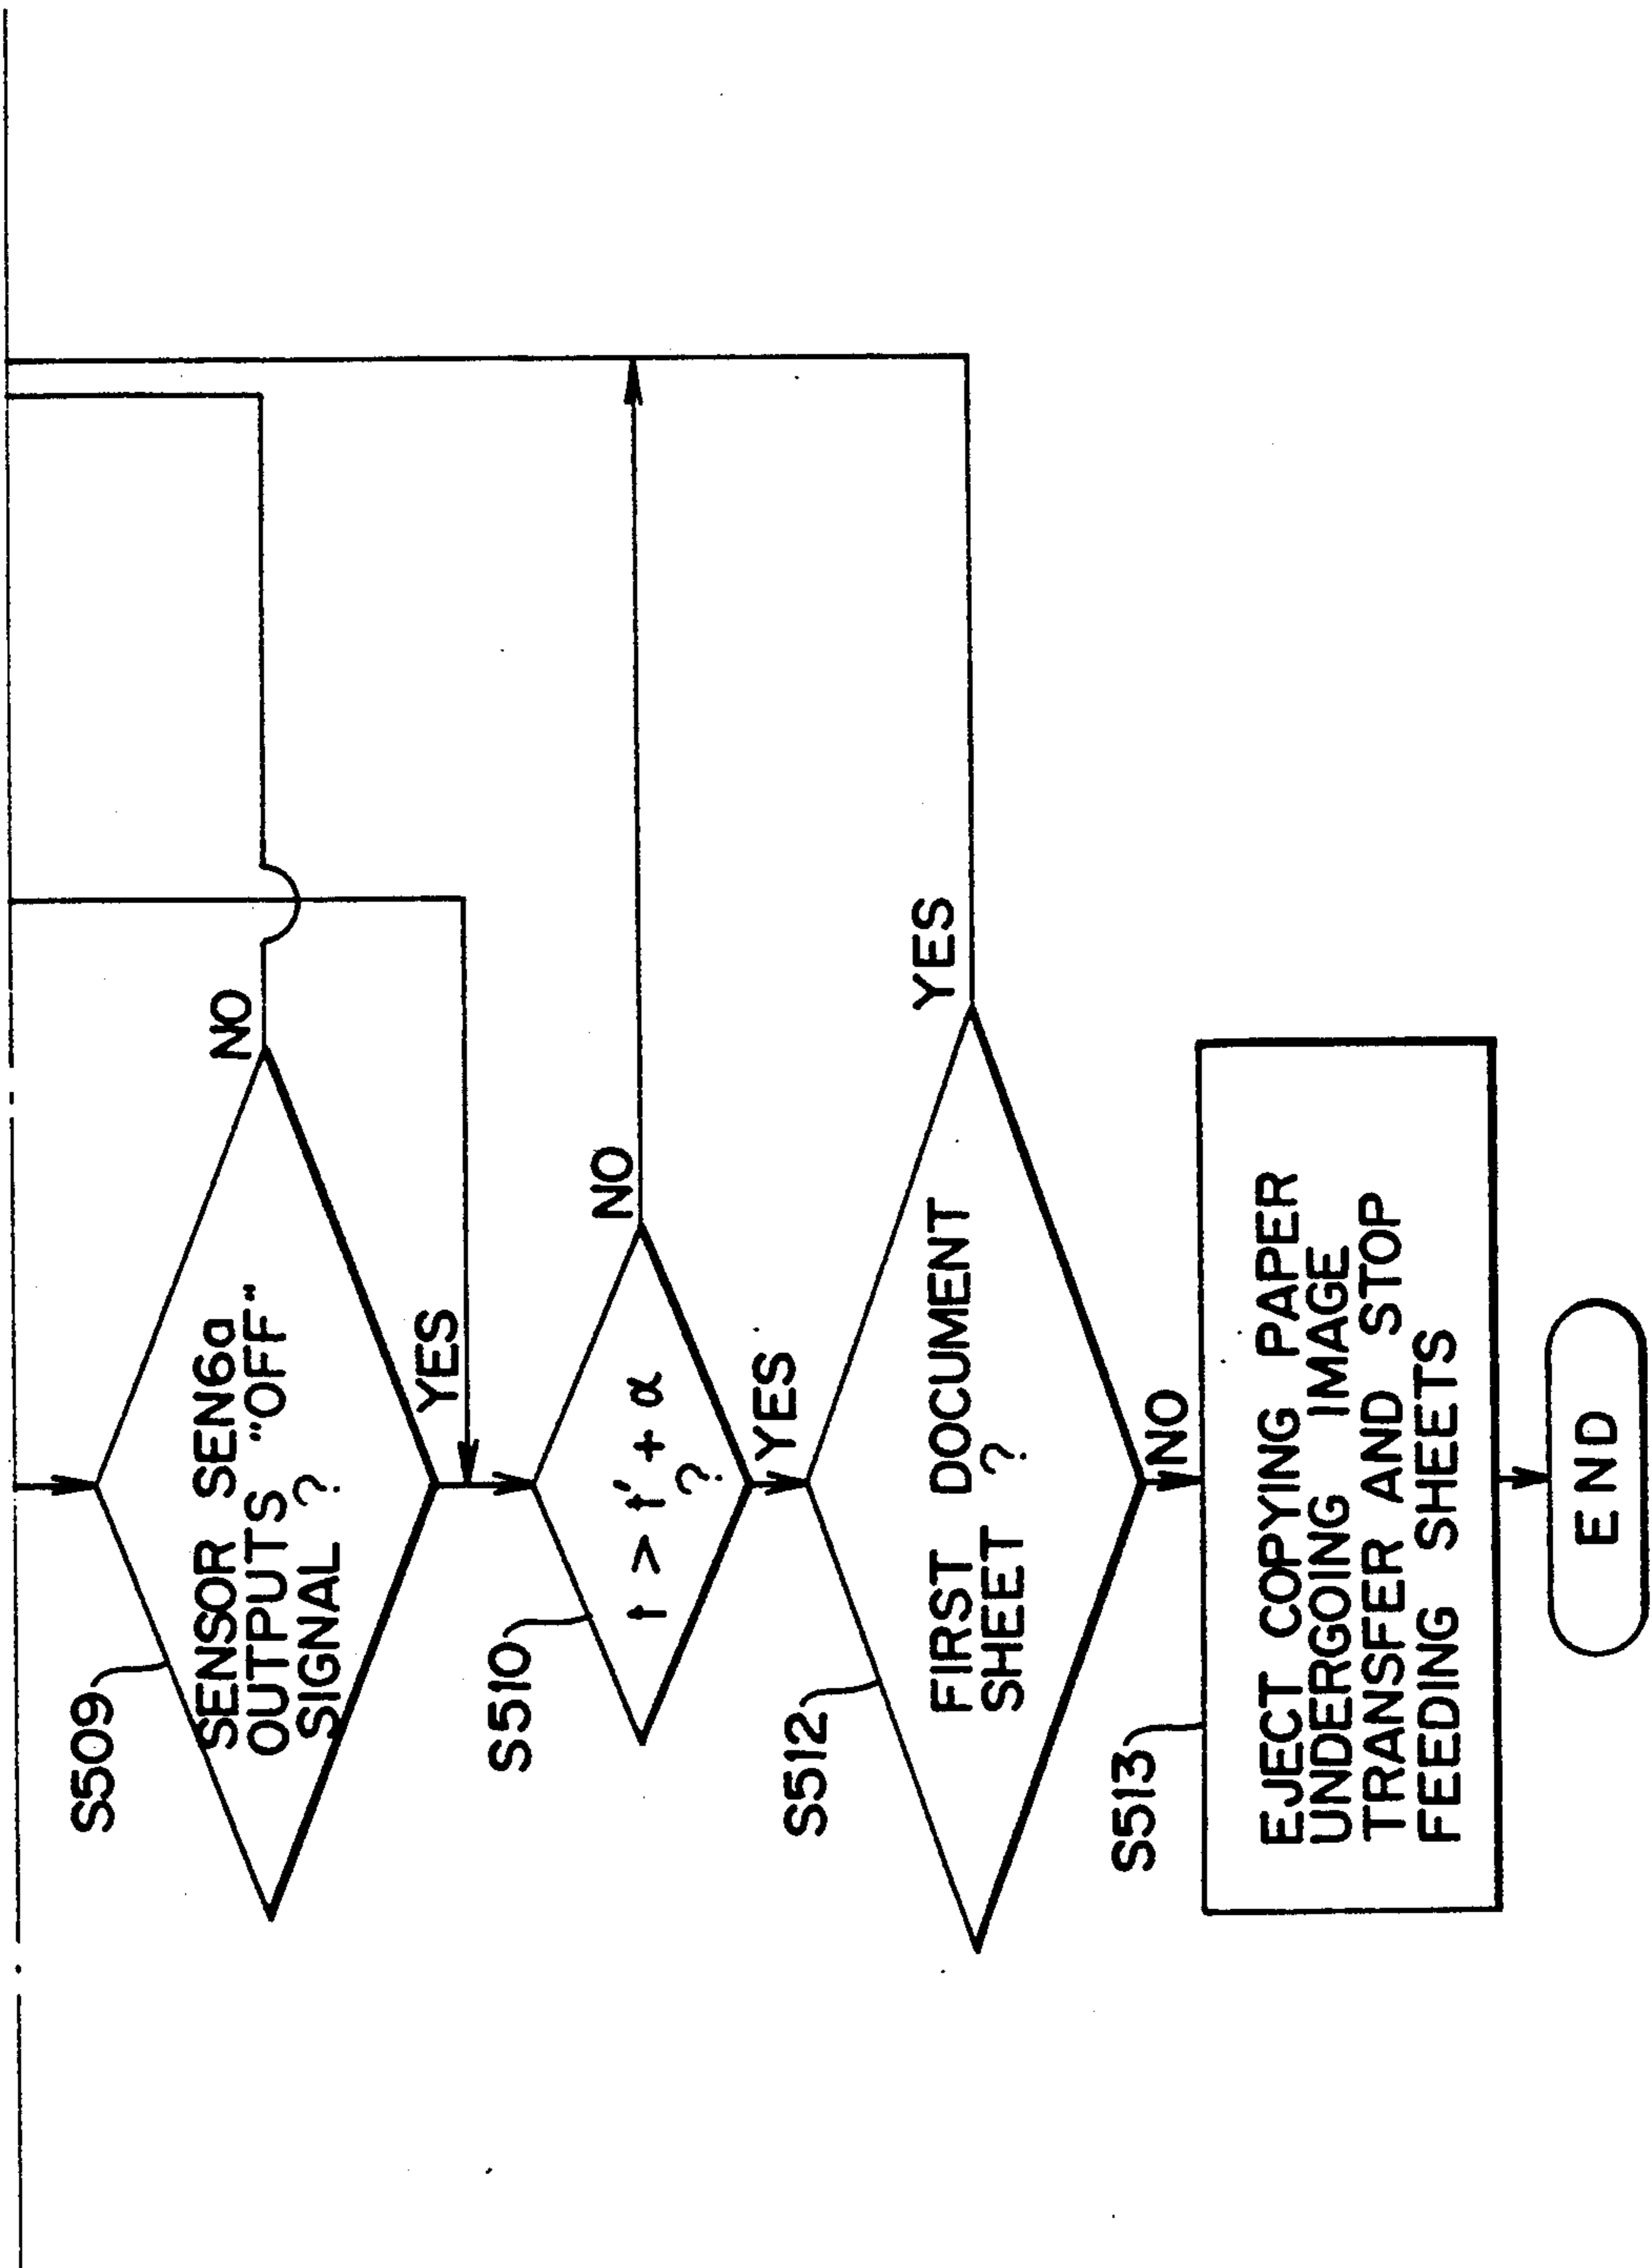 S509
SENSOR SEN6a
OUTPUTS "OFF"
SIGNAL ?
NO
YES
S510
t > t' + α
?
NO
YES
S512
FIRST DOCUMENT
SHEET ?
YES
NO
S513
EJECT COPYING PAPER
UNDERGOING IMAGE
TRANSFER AND STOP
FEEDING SHEETS
END